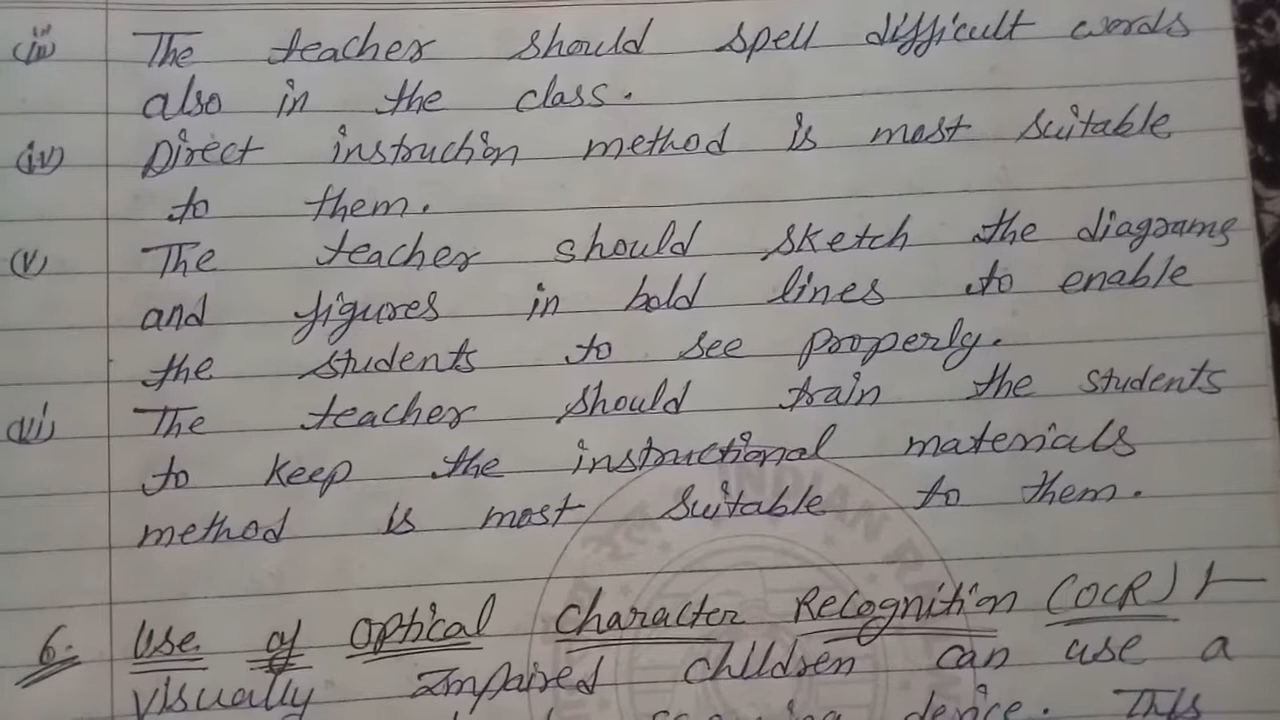 (iii) The teacher should spell difficult words
also in the class.
(iv) Direct instruction method is most suitable
to them.
(v) The teacher should sketch the diagrams
and figures in bold lines to enable
the students to see properly.
(vi) The teacher should train the students
to keep the instructional materials
method is most suitable to them.
INDIAN
6. Use of Optical Character Recognition (OCR) :-
visually Impaired children can use a
device. This